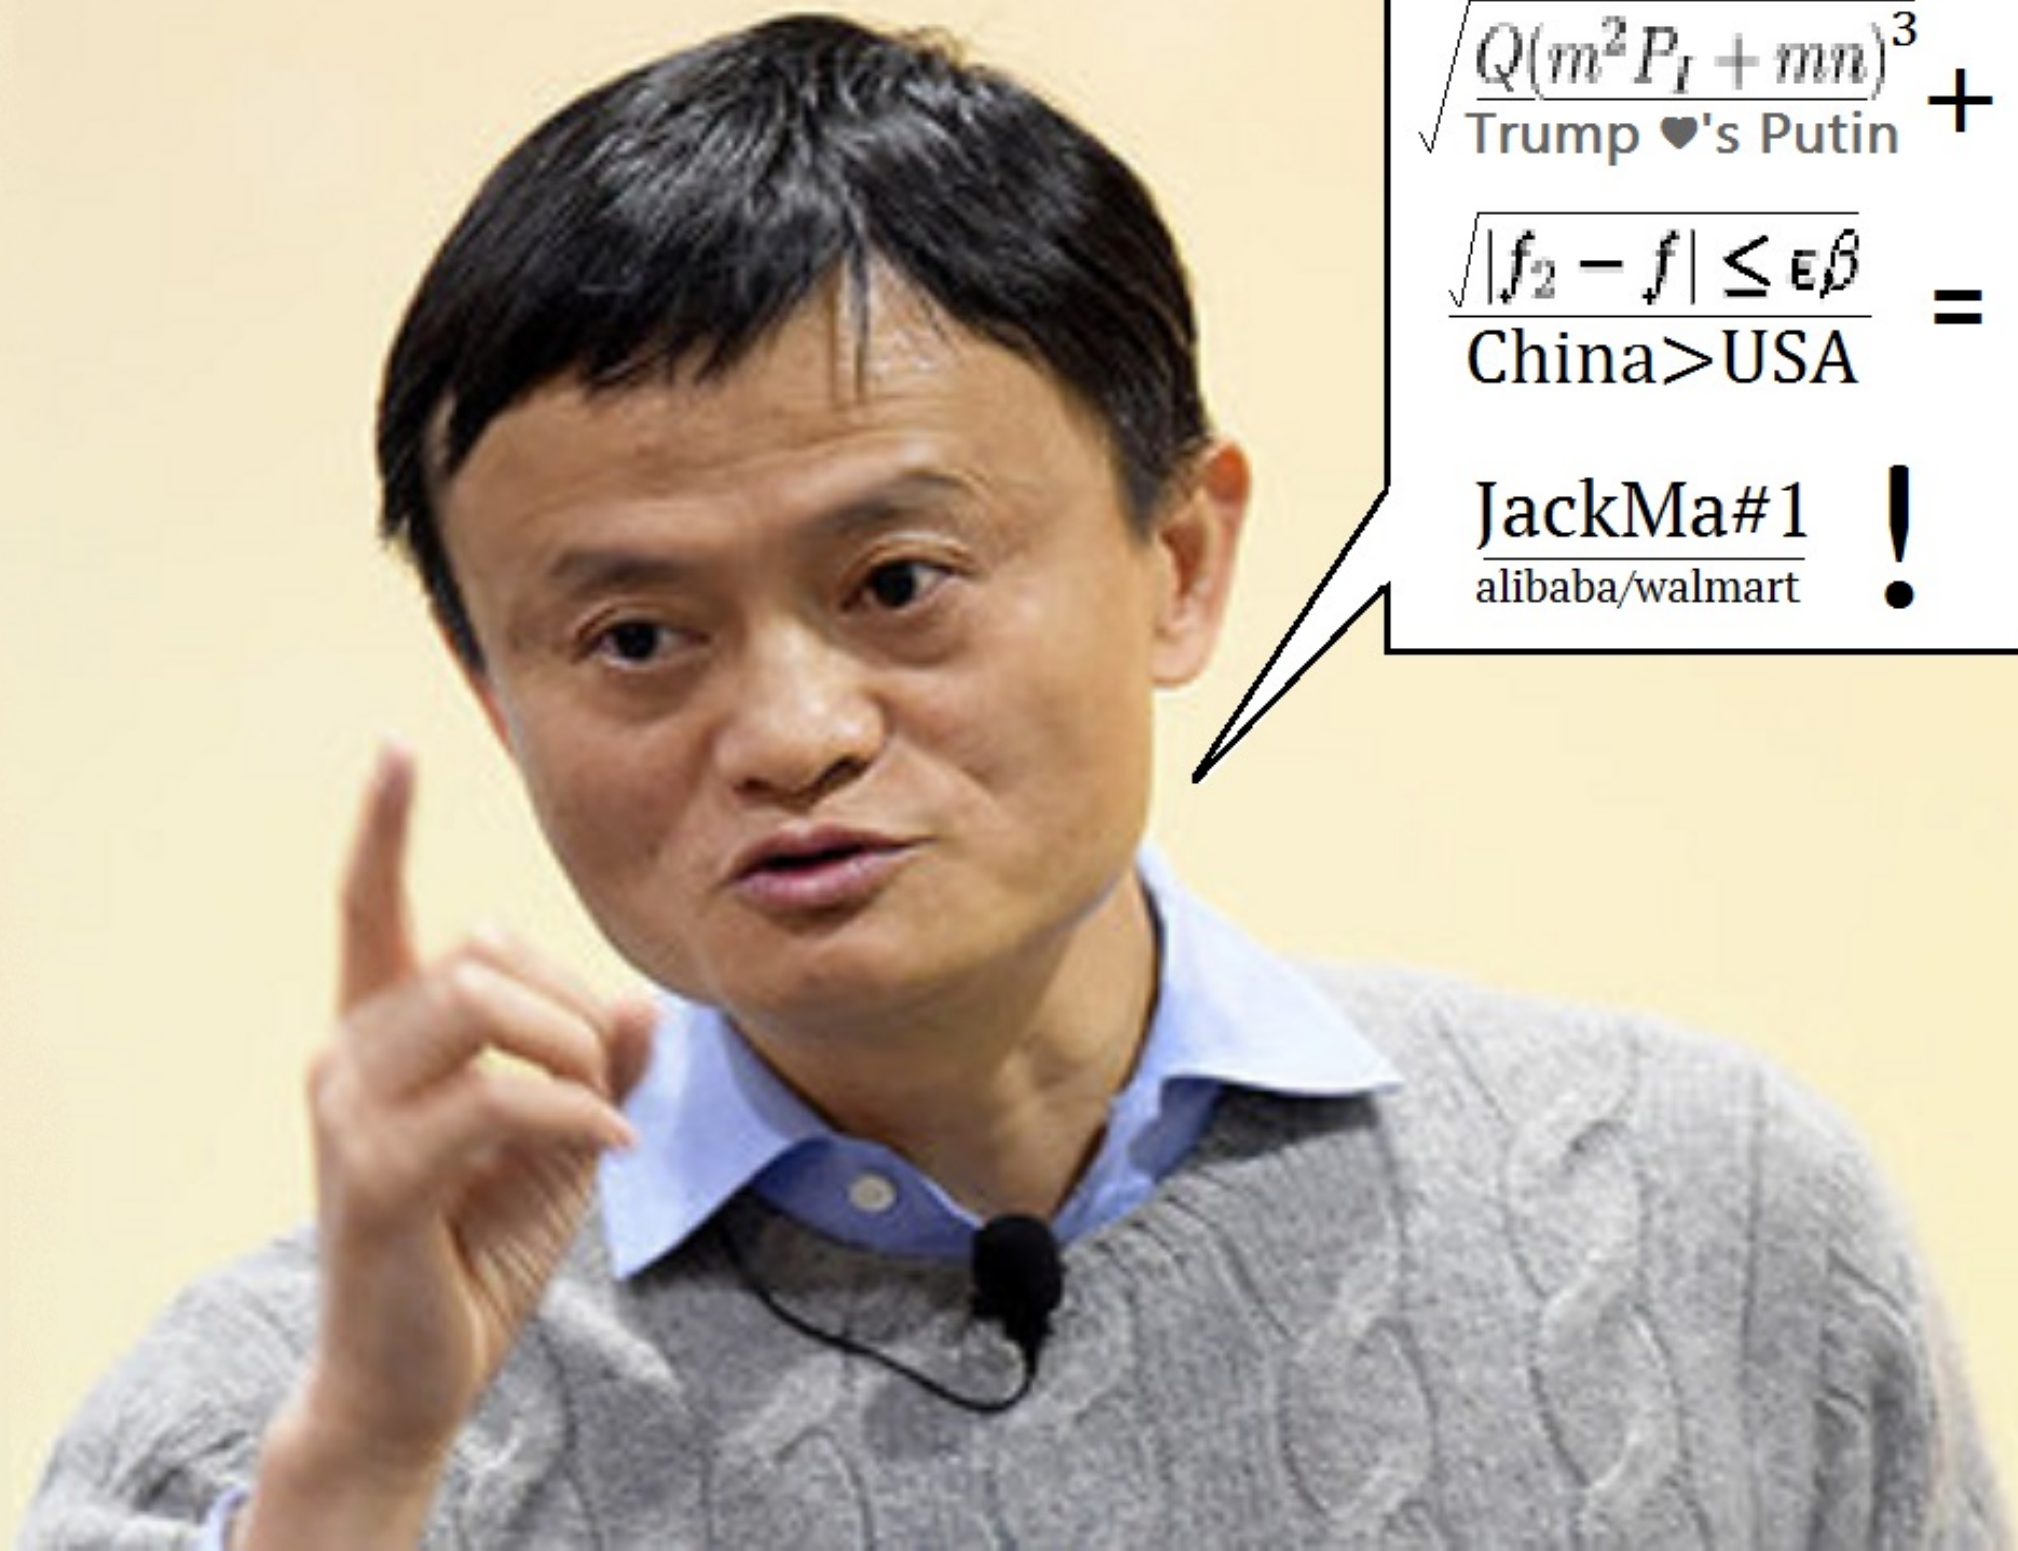 √Q(m²P_I + mn)³ +
Trump ♥'s Putin
√|f₂ − f| ≤ εβ =
China>USA
JackMa#1 !
alibaba/walmart